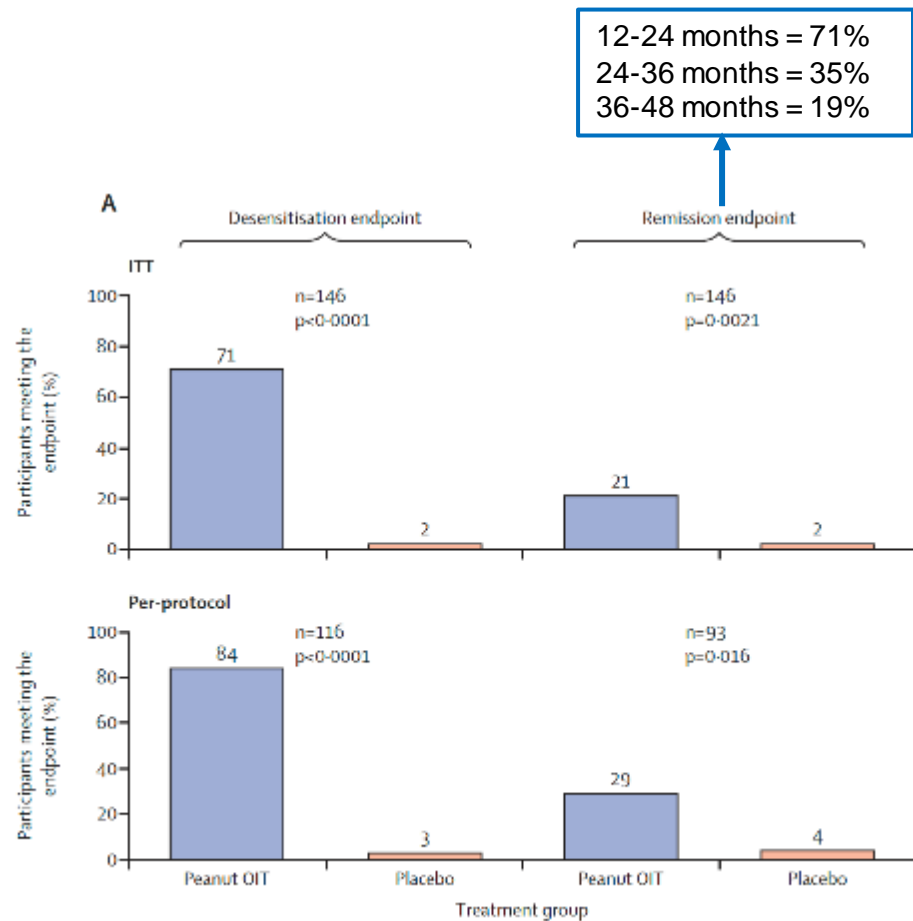 12-24 months = 71%
24-36 months = 35%
36-48 months = 19%
A
Desensitisation endpoint
Remission endpoint
ITT
Participants meeting the
endpoint (%)
100
80
60
40
20
0
n=146
p<0·0001
n=146
p=0·0021
71
2
21
2
Per-protocol
Participants meeting the
endpoint (%)
100
80
60
40
20
0
n=116
p<0·0001
n=93
p=0·016
84
3
29
4
Peanut OIT
Placebo
Peanut OIT
Placebo
Treatment group